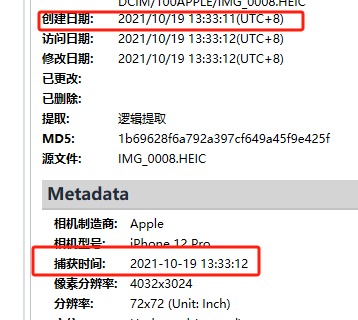 DCIM/100APPLE/IMG_0008.HEIC
创建日期: 2021/10/19 13:33:11(UTC+8)
访问日期: 2021/10/19 13:33:12(UTC+8)
修改日期: 2021/10/19 13:33:12(UTC+8)
已更改:
已删除:
提取: 逻辑提取
MD5: 1b69628f6a792a397cf649a45f9e425f
源文件: IMG_0008.HEIC
Metadata
相机制造商: Apple
相机型号: iPhone 12 Pro
捕获时间: 2021-10-19 13:33:12
像素分辨率: 4032x3024
分辨率: 72x72 (Unit: Inch)